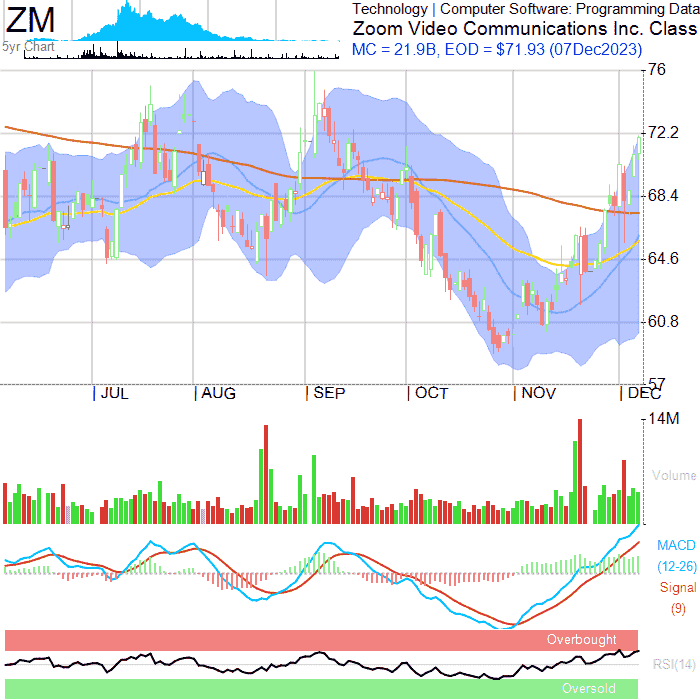 ZM
5yr Chart
Technology | Computer Software: Programming Data
Zoom Video Communications Inc. Class
MC = 21.9B, EOD = $71.93 (07Dec2023)
76
72.2
68.4
64.6
60.8
57
JUL
AUG
SEP
OCT
NOV
DEC
14M
Volume
MACD
(12-26)
Signal
(9)
Overbought
RSI(14)
Oversold